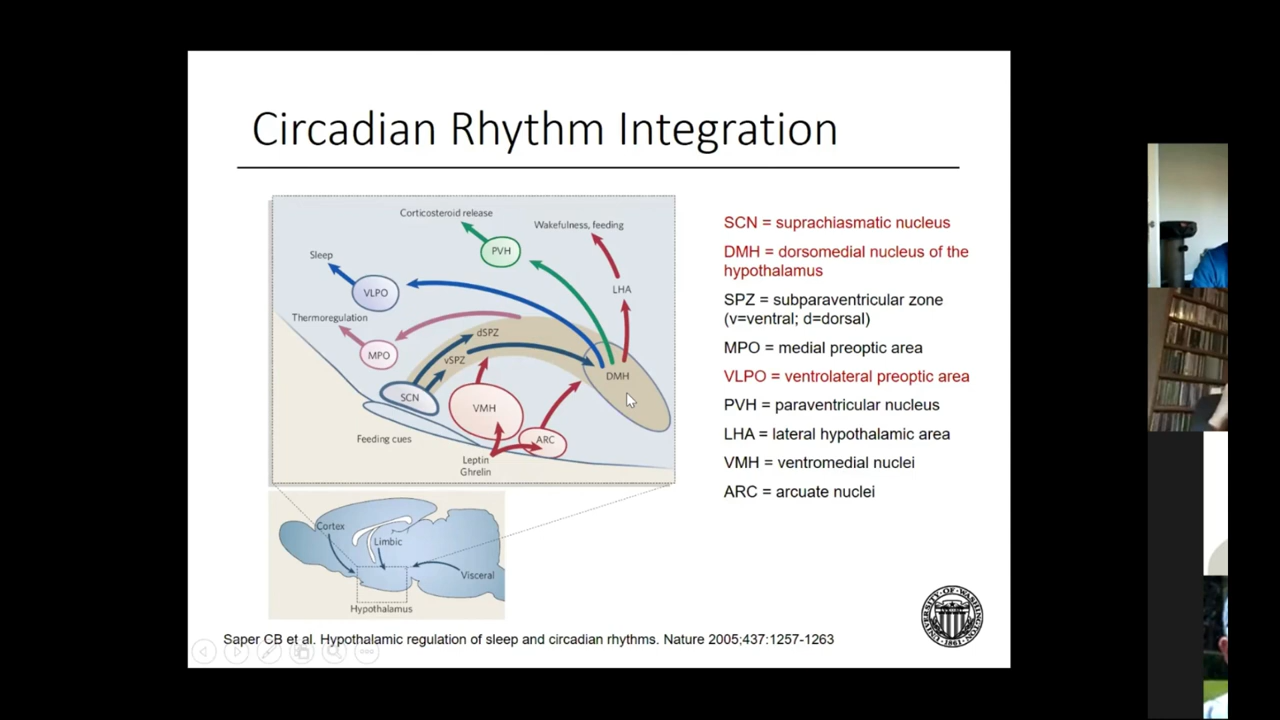 Circadian Rhythm Integration
Corticosteroid release
Wakefulness, feeding
PVH
Sleep
VLPO
LHA
Thermoregulation
dSPZ
MPO
vSPZ
DMH
SCN
VMH
ARC
Feeding cues
Leptin
Ghrelin
SCN = suprachiasmatic nucleus
DMH = dorsomedial nucleus of the
hypothalamus
SPZ = subparaventricular zone
(v=ventral; d=dorsal)
MPO = medial preoptic area
VLPO = ventrolateral preoptic area
PVH = paraventricular nucleus
LHA = lateral hypothalamic area
VMH = ventromedial nuclei
ARC = arcuate nuclei
Cortex
Limbic
Visceral
Hypothalamus
UNIVERSITY OF WASHINGTON
1861
Saper CB et al. Hypothalamic regulation of sleep and circadian rhythms. Nature 2005;437:1257-1263